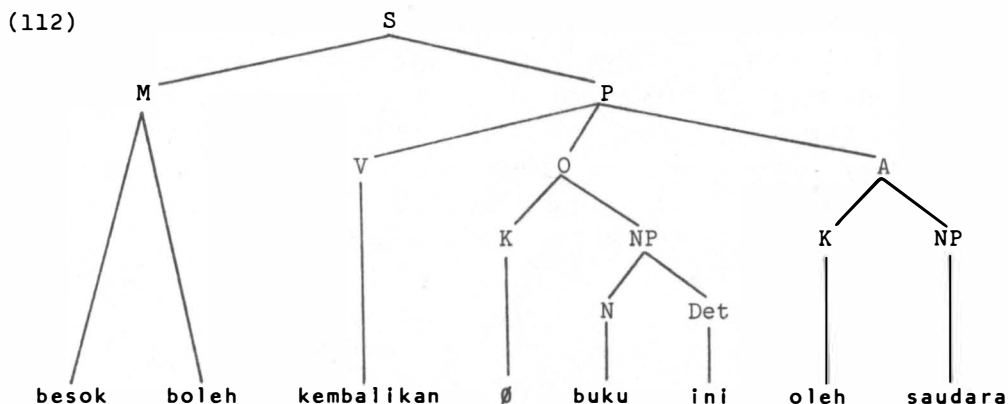 (112)
S
M P
V O A
K NP K NP
N Det
besok boleh kembalikan ø buku ini oleh saudara